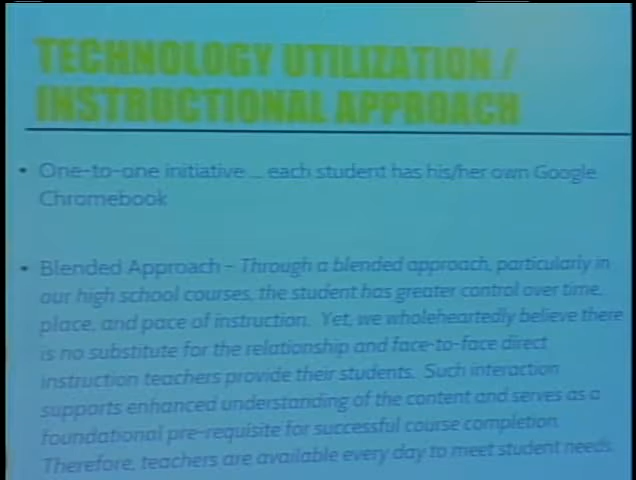 TECHNOLOGY UTILIZATION /
INSTRUCTIONAL APPROACH
• One-to-one initiative ... each student has his/her own Google
Chromebook
• Blended Approach – Through a blended approach, particularly in
our high school courses, the student has greater control over time,
place, and pace of instruction. Yet, we wholeheartedly believe there
is no substitute for the relationship and face-to-face direct
instruction teachers provide their students. Such interaction
supports enhanced understanding of the content and serves as a
foundational pre-requisite for successful course completion.
Therefore, teachers are available every day to meet student needs.